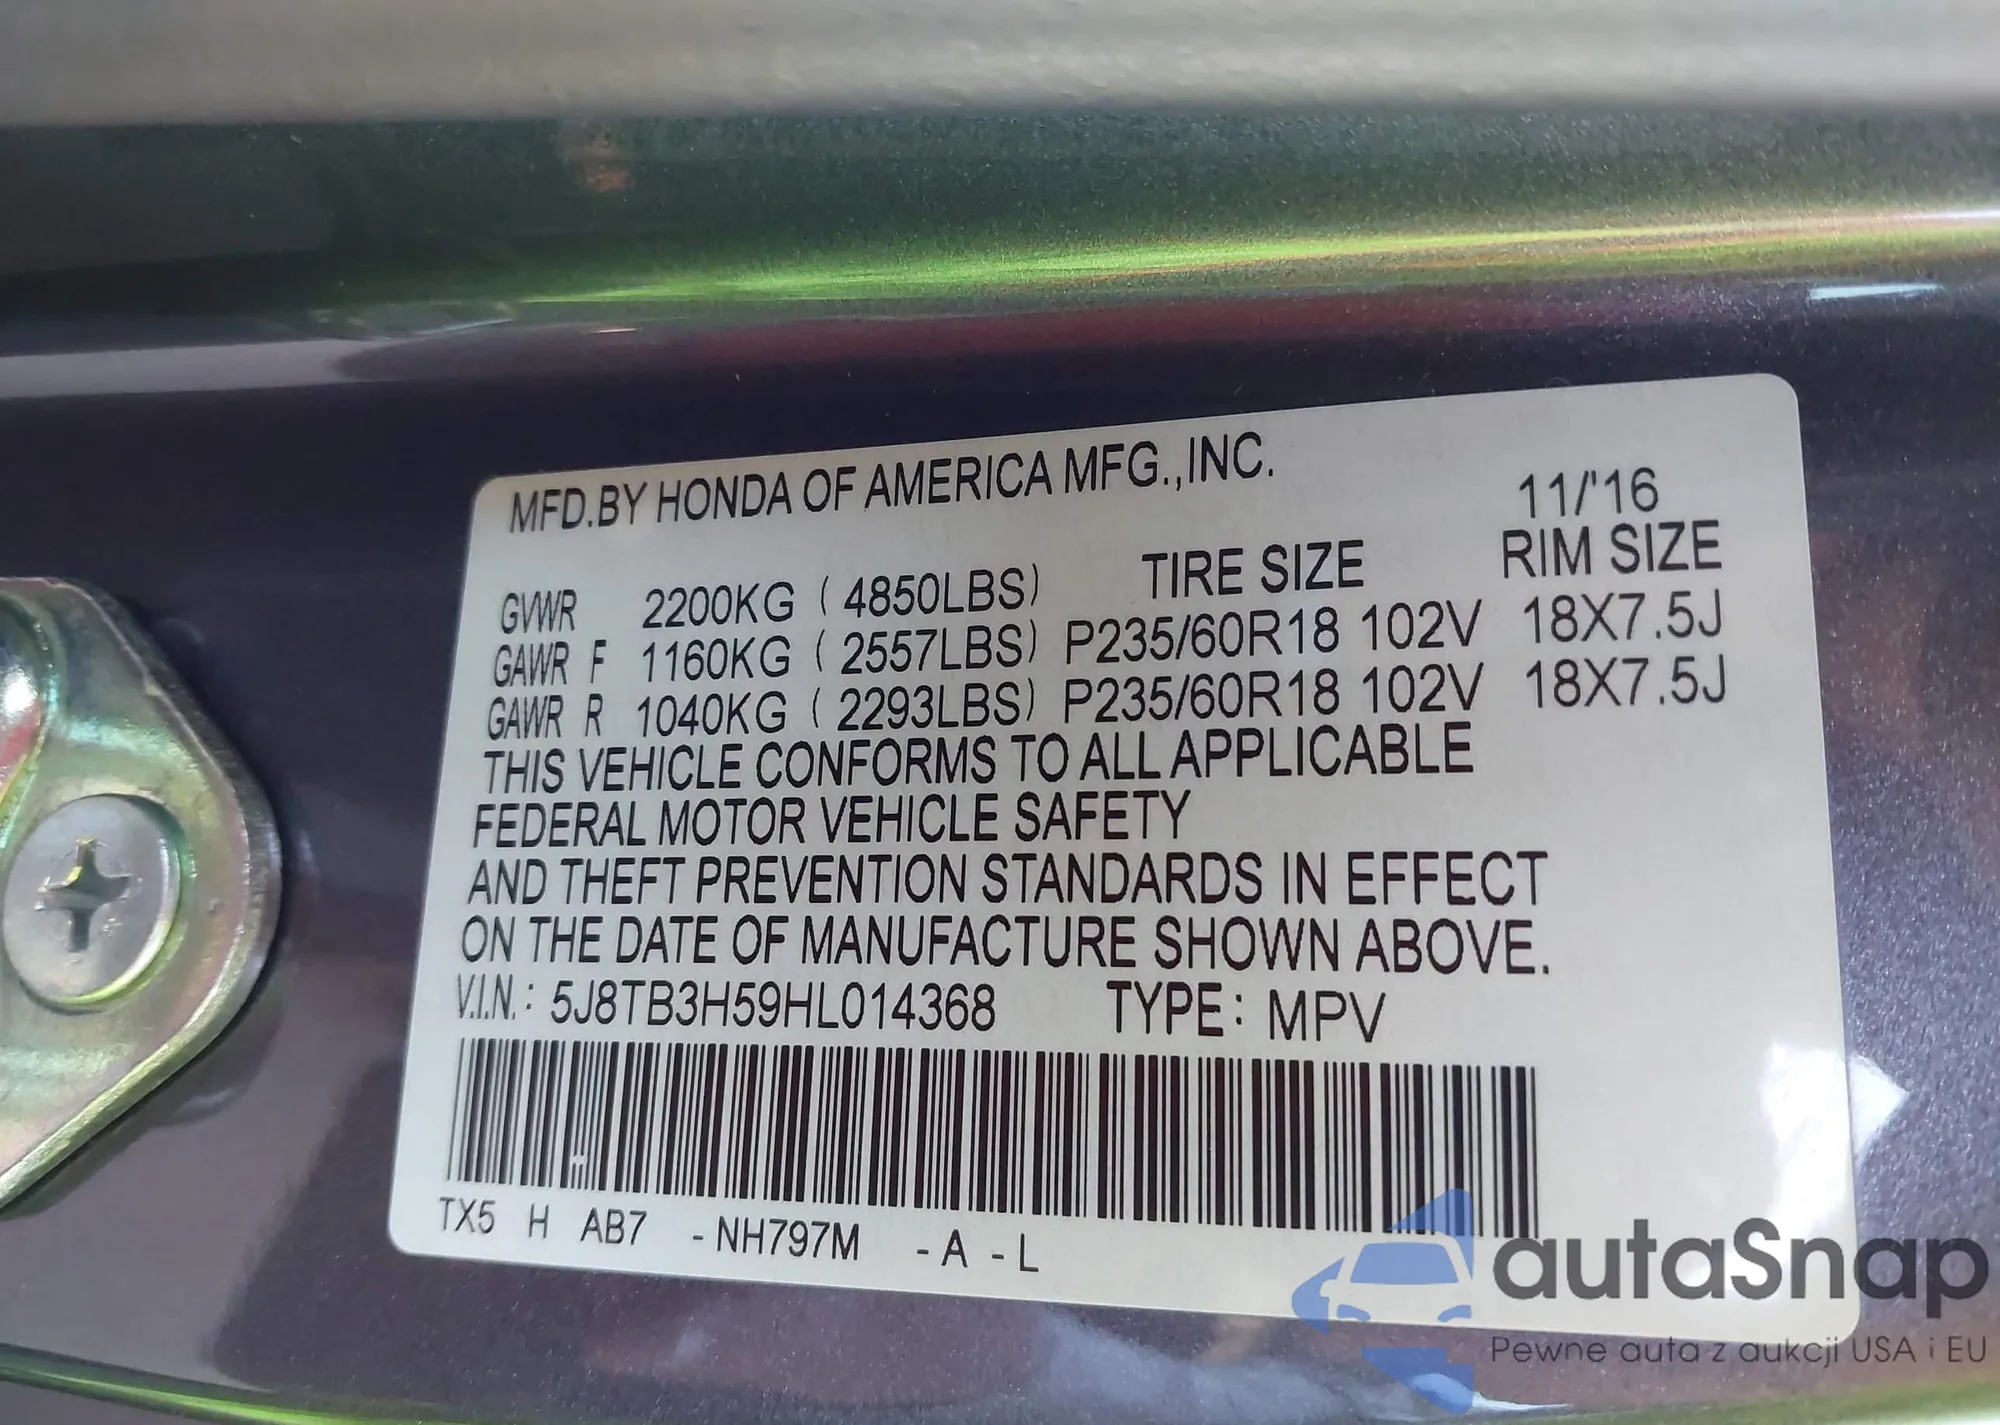 MFD.BY HONDA OF AMERICA MFG.,INC.
11/'16
GVWR 2200KG ( 4850LBS) TIRE SIZE RIM SIZE
GAWR F 1160KG ( 2557LBS) P235/60R18 102V 18X7.5J
GAWR R 1040KG ( 2293LBS) P235/60R18 102V 18X7.5J
THIS VEHICLE CONFORMS TO ALL APPLICABLE
FEDERAL MOTOR VEHICLE SAFETY
AND THEFT PREVENTION STANDARDS IN EFFECT
ON THE DATE OF MANUFACTURE SHOWN ABOVE.
V.I.N.: 5J8TB3H59HL014368 TYPE: MPV
TX5 H AB7 -NH797M -A -L
autaSnap
Pewne auta z aukcji USA i EU